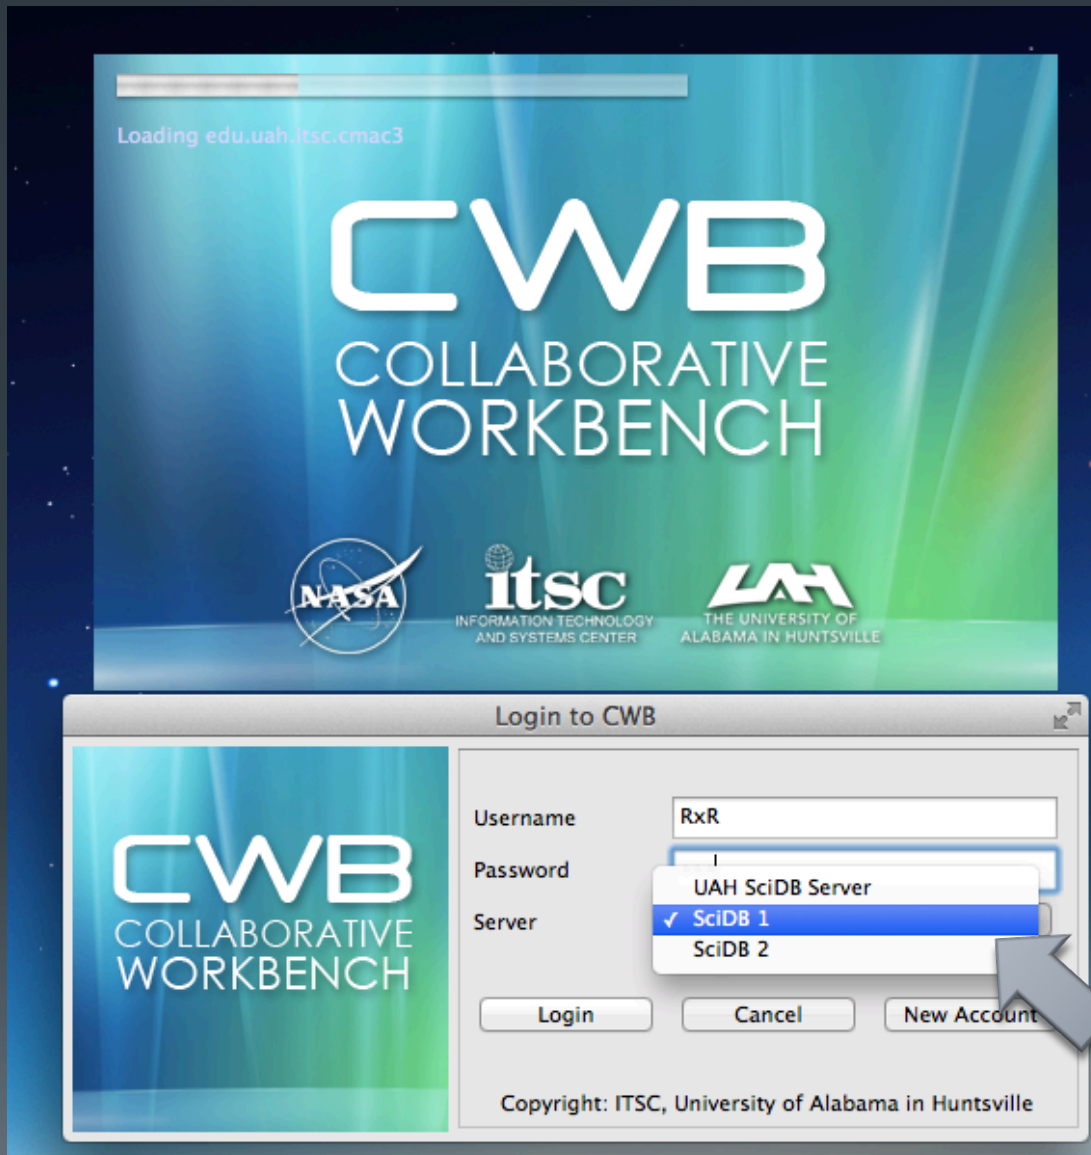 Loading edu.uah.itsc.cmac3
CWB
COLLABORATIVE
WORKBENCH
NASA
itsc
INFORMATION TECHNOLOGY
AND SYSTEMS CENTER
UAH
THE UNIVERSITY OF
ALABAMA IN HUNTSVILLE
Login to CWB
CWB
COLLABORATIVE
WORKBENCH
Username RxR
Password
Server
UAH SciDB Server
✓ SciDB 1
SciDB 2
Login Cancel New Account
Copyright: ITSC, University of Alabama in Huntsville